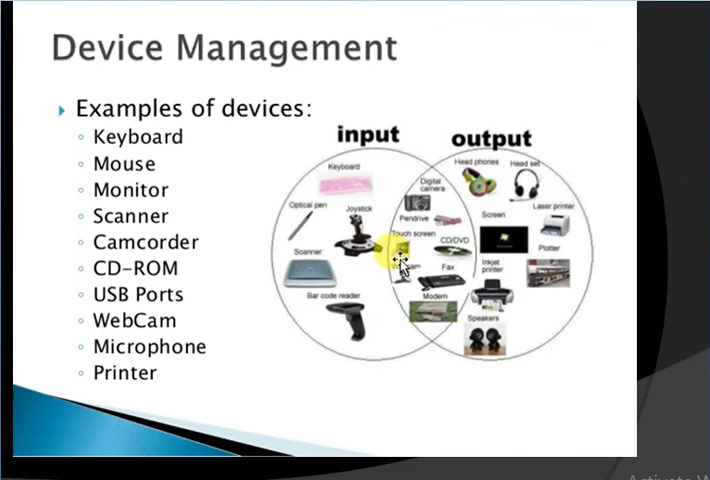 Device Management
Examples of devices:
Keyboard
Mouse
Monitor
Scanner
Camcorder
CD-ROM
USB Ports
WebCam
Microphone
Printer
input
output
Keyboard
Optical pen
Joystick
Scanner
Bar code reader
Digital
camera
Pendrive
Touch screen
CD/DVD
Fax
Modem
Head phones
Head set
Laser printer
Screen
Plotter
Inkjet
printer
Speakers
Activate W